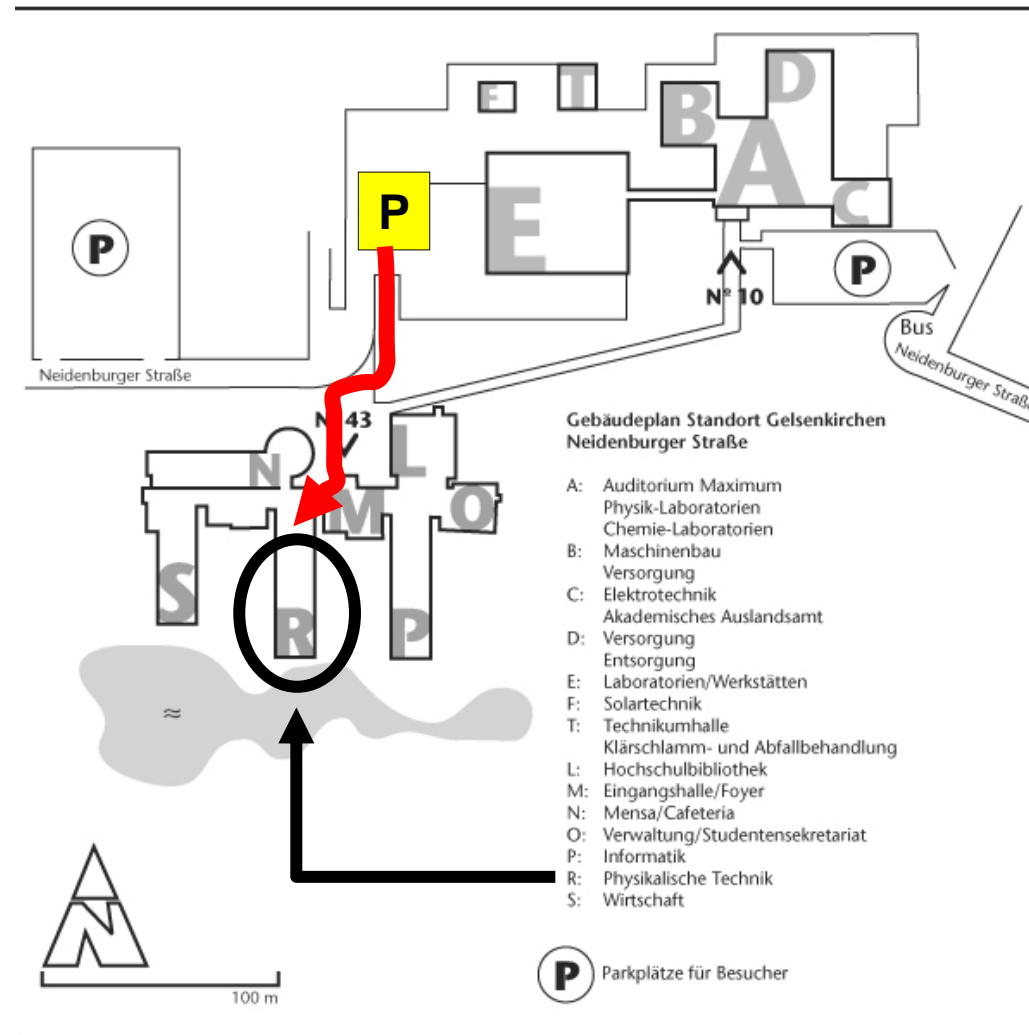 F
T
B
D
A
E
C
P
P
P
Nº 10
Bus
Neidenburger Straße
Neidenburger Straße
Nº 43
L
N
M
O
S
R
P
≈
Gebäudeplan Standort Gelsenkirchen
Neidenburger Straße
A: Auditorium Maximum
Physik-Laboratorien
Chemie-Laboratorien
B: Maschinenbau
Versorgung
C: Elektrotechnik
Akademisches Auslandsamt
D: Versorgung
Entsorgung
E: Laboratorien/Werkstätten
F: Solartechnik
T: Technikumhalle
Klärschlamm- und Abfallbehandlung
L: Hochschulbibliothek
M: Eingangshalle/Foyer
N: Mensa/Cafeteria
O: Verwaltung/Studentensekretariat
P: Informatik
R: Physikalische Technik
S: Wirtschaft
N
100 m
P Parkplätze für Besucher